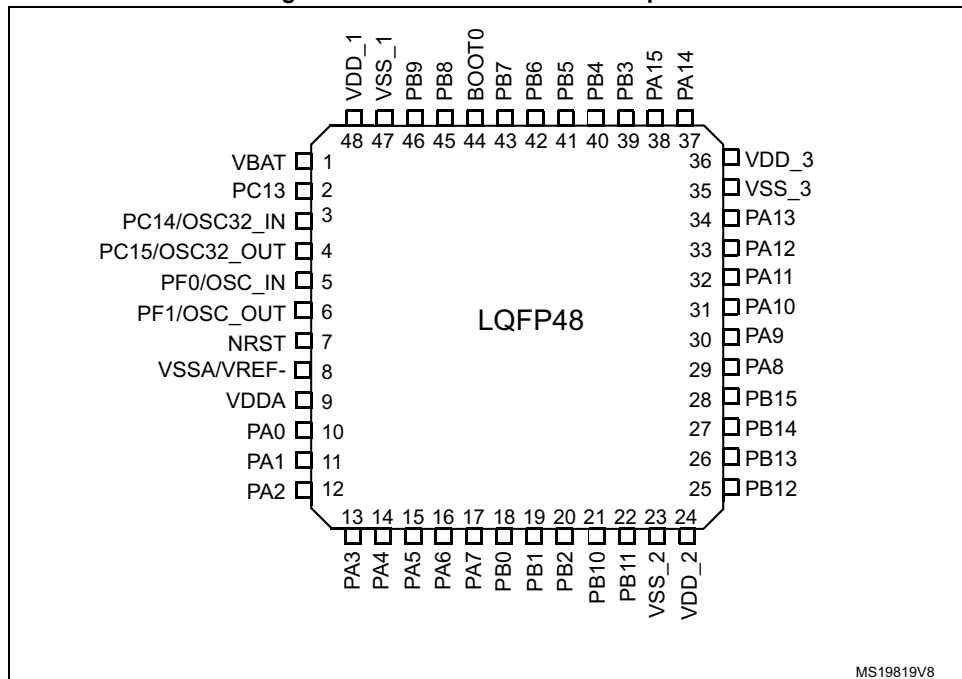 VDD_1
VSS_1
PB9
PB8
BOOT0
PB7
PB6
PB5
PB4
PB3
PA15
PA14
48 47 46 45 44 43 42 41 40 39 38 37
VBAT 1
PC13 2
PC14/OSC32_IN 3
PC15/OSC32_OUT 4
PF0/OSC_IN 5
PF1/OSC_OUT 6
NRST 7
VSSA/VREF- 8
VDDA 9
PA0 10
PA1 11
PA2 12
LQFP48
36 VDD_3
35 VSS_3
34 PA13
33 PA12
32 PA11
31 PA10
30 PA9
29 PA8
28 PB15
27 PB14
26 PB13
25 PB12
13 14 15 16 17 18 19 20 21 22 23 24
PA3
PA4
PA5
PA6
PA7
PB0
PB1
PB2
PB10
PB11
VSS_2
VDD_2
MS19819V8